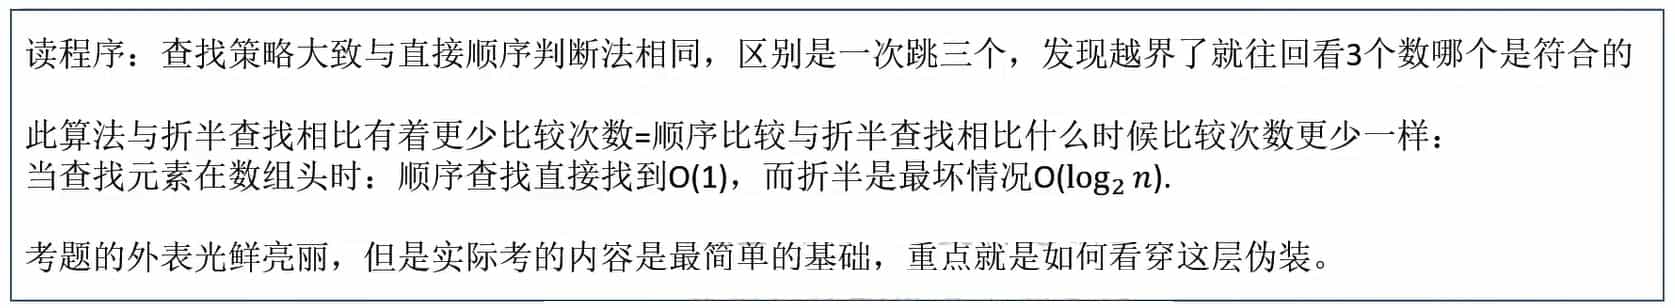 读程序：查找策略大致与直接顺序判断法相同，区别是一次跳三个，发现越界了就往回看3个数哪个是符合的
此算法与折半查找相比有着更少比较次数=顺序比较与折半查找相比什么时候比较次数更少一样：
当查找元素在数组头时：顺序查找直接找到O(1)，而折半是最坏情况O(log₂ n).
考题的外表光鲜亮丽，但是实际考的内容是最简单的基础，重点就是如何看穿这层伪装。